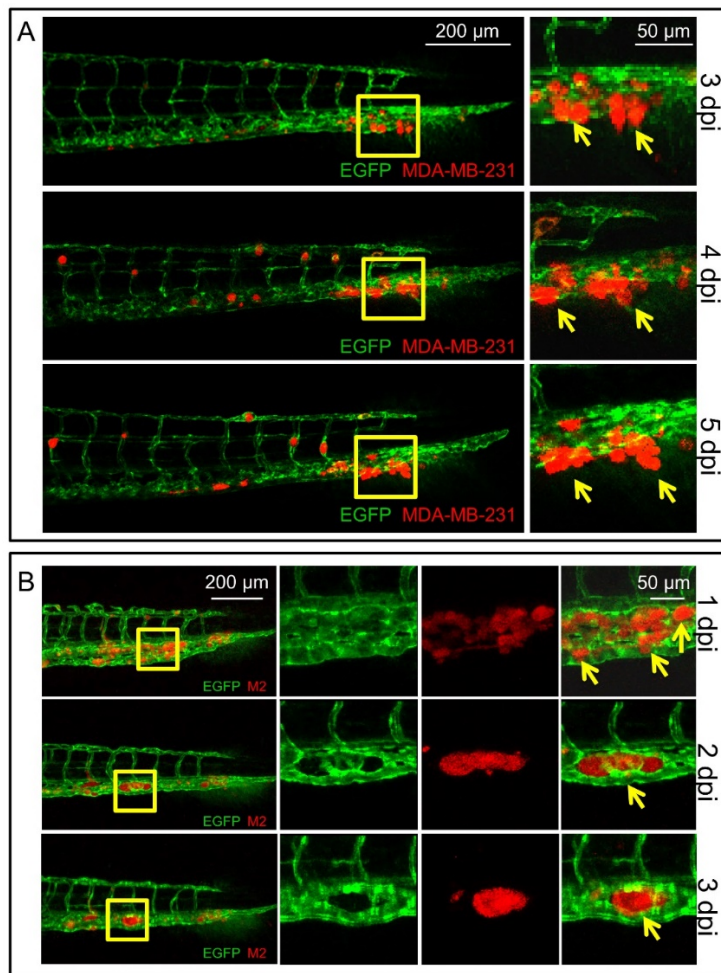 A
200 µm
50 µm
3 dpi
EGFP MDA-MB-231
4 dpi
EGFP MDA-MB-231
5 dpi
EGFP MDA-MB-231
B
200 µm
50 µm
1 dpi
EGFP M2
2 dpi
EGFP M2
3 dpi
EGFP M2